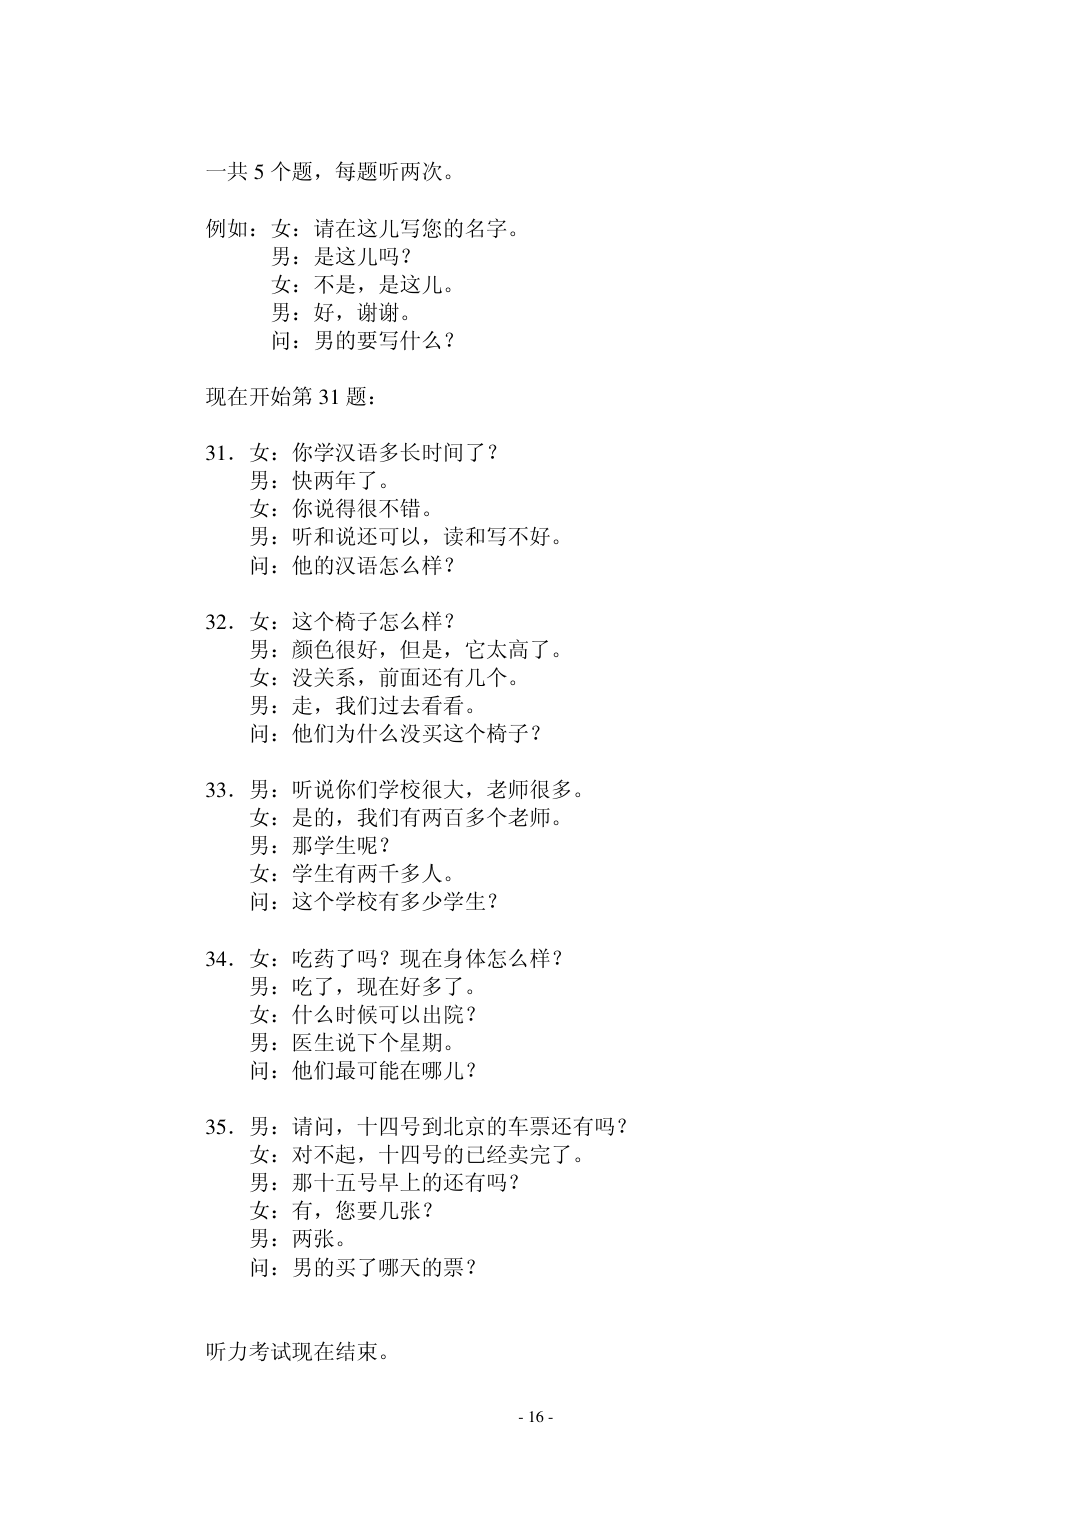 一共 5 个题，每题听两次。
例如：女：请在这儿写您的名字。
男：是这儿吗？
女：不是，是这儿。
男：好，谢谢。
问：男的要写什么？
现在开始第 31 题：
31．女：你学汉语多长时间了？
男：快两年了。
女：你说得很不错。
男：听和说还可以，读和写不好。
问：他的汉语怎么样？
32．女：这个椅子怎么样？
男：颜色很好，但是，它太高了。
女：没关系，前面还有几个。
男：走，我们过去看看。
问：他们为什么没买这个椅子？
33．男：听说你们学校很大，老师很多。
女：是的，我们有两百多个老师。
男：那学生呢？
女：学生有两千多人。
问：这个学校有多少学生？
34．女：吃药了吗？现在身体怎么样？
男：吃了，现在好多了。
女：什么时候可以出院？
男：医生说下个星期。
问：他们最可能在哪儿？
35．男：请问，十四号到北京的车票还有吗？
女：对不起，十四号的已经卖完了。
男：那十五号早上的还有吗？
女：有，您要几张？
男：两张。
问：男的买了哪天的票？
听力考试现在结束。
- 16 -